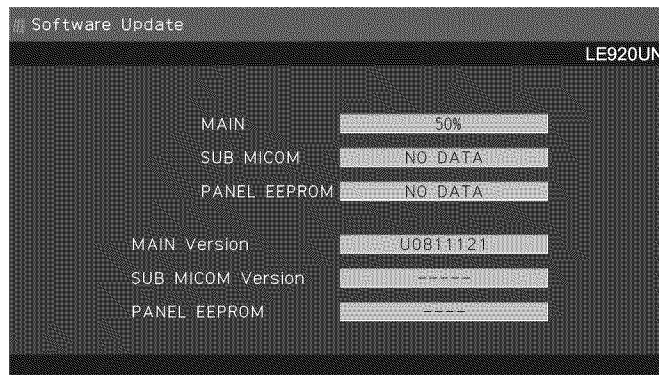 Software Update
LE920UN
MAIN 50%
SUB MICOM NO DATA
PANEL EEPROM NO DATA
MAIN Version U0811121
SUB MICOM Version -----
PANEL EEPROM ----